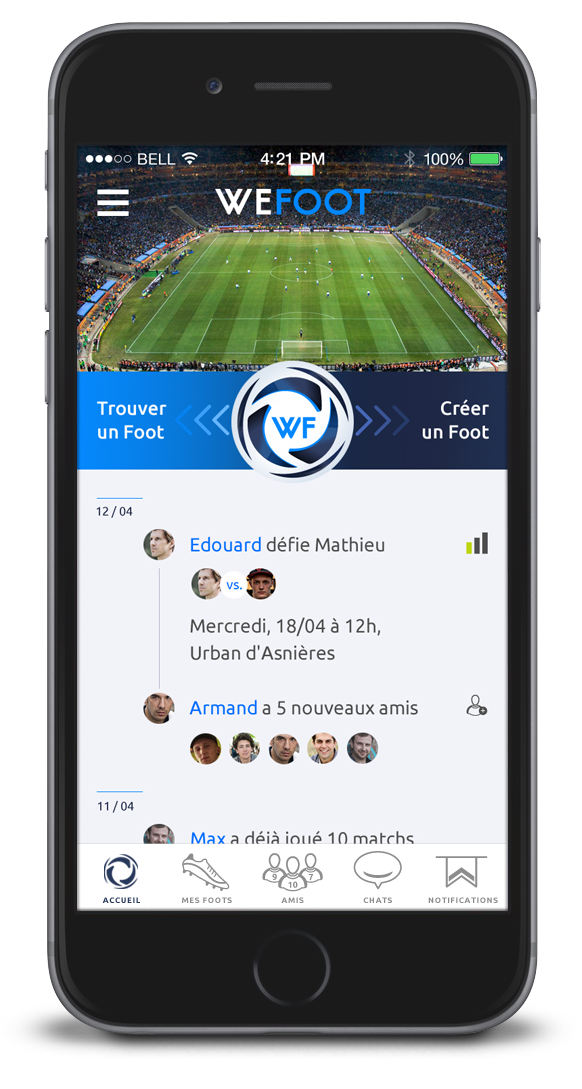 BELL 4:21 PM 100%
WEFOOT
Trouver
un Foot
WF
Créer
un Foot
12 / 04
Edouard défie Mathieu
vs.
Mercredi, 18/04 à 12h,
Urban d'Asnières
Armand a 5 nouveaux amis
11 / 04
Max a déjà joué 10 matchs
9 10 7
ACCUEIL MES FOOTS AMIS CHATS NOTIFICATIONS